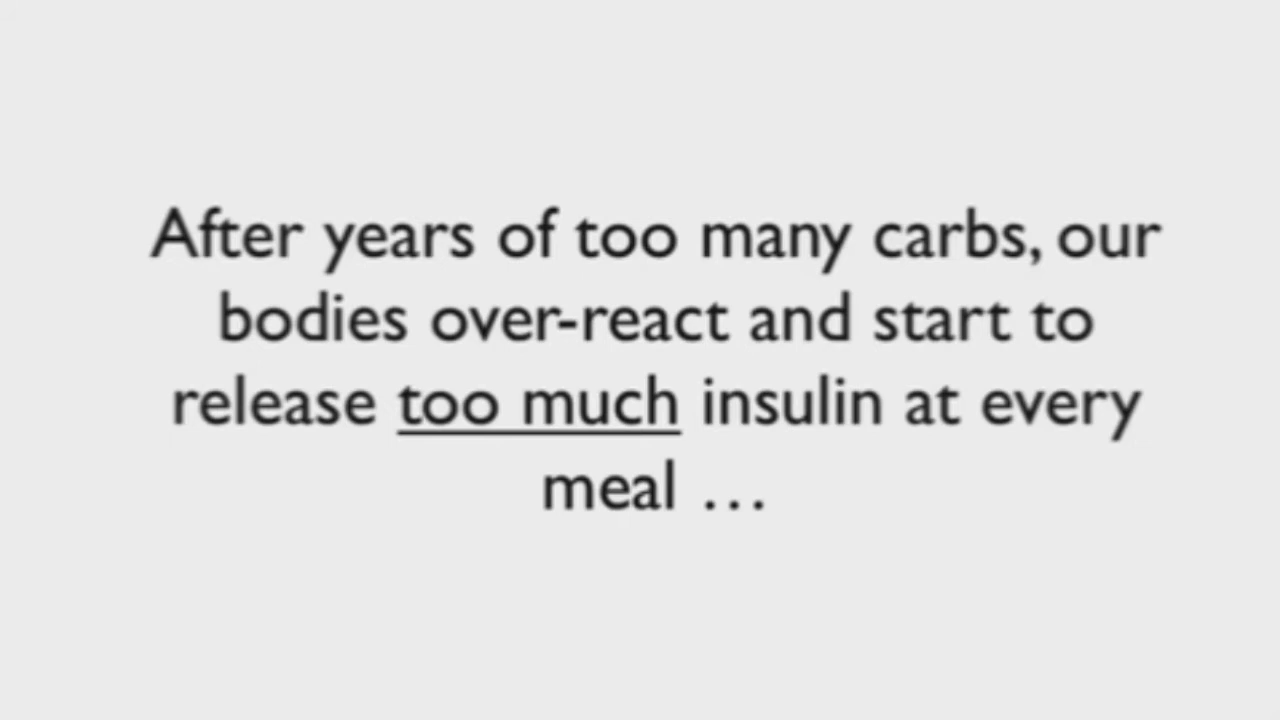 After years of too many carbs, our
bodies over-react and start to
release too much insulin at every
meal …